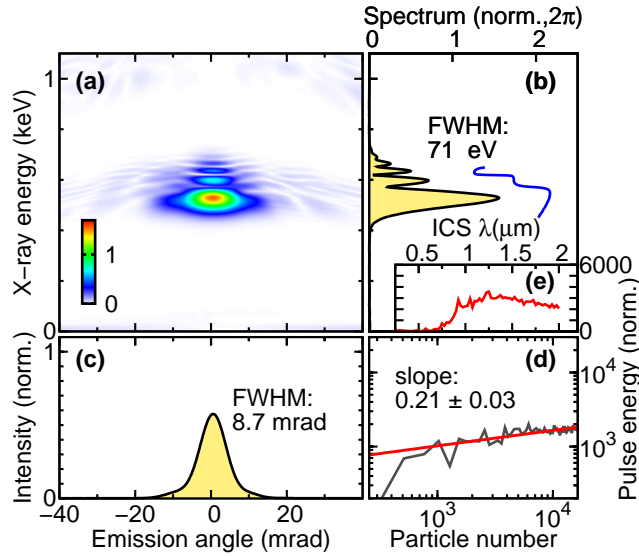 Spectrum (norm.,2π)
0 1 2
1 (a) (b)
FWHM:
71 eV
X−ray energy (keV)
1
0
ICS λ(μm)
0.5 1 1.5 2
0
(e) 6000
0
1 (c) (d)
FWHM:
8.7 mrad
slope:
0.21 ± 0.03
10⁴
10³
Intensity (norm.)
Pulse energy
0
−40 −20 0 20
10³ 10⁴
Emission angle (mrad) Particle number